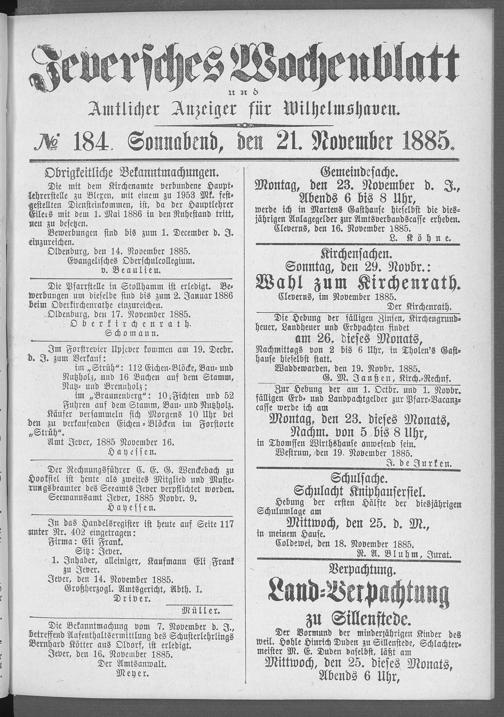 Jeversches Wochenblatt
und
Amtlicher Anzeiger für Wilhelmshaven.
№ 184. Sonnabend, den 21. November 1885.
Obrigkeitliche Bekanntmachungen.
Die mit dem Kirchenamte verbundene Haupt-
lehrerstelle zu Blexen, mit einem zu 1953 Mk. fest-
gestellten Diensteinkommen, ist, da der Hauptlehrer
Eilers mit dem 1. Mai 1886 in den Ruhestand tritt,
neu zu besetzen.
Bewerbungen sind bis zum 1. December d. J.
einzureichen.
Oldenburg, den 14. November 1885.
Evangelisches Oberschulcollegium.
v. Beaulieu.
Die Pfarrstelle in Stollhamm ist erledigt. Be-
werbungen um dieselbe sind bis zum 2. Januar 1886
beim Oberkirchenrathe einzureichen.
Oldenburg, den 17. November 1885.
Oberkirchenrath.
Schomann.
Im Forstrevier Upjever kommen am 19. Decbr.
d. J. zum Verkauf:
im „Strüh“: 112 Eichen-Blöcke, Bau- und
Nutzholz, und 16 Buchen auf dem Stamm,
Nutz- und Brennholz;
im „Brannenberg“: 10 Fichten und 52
Fuhren auf dem Stamm, Bau- und Nutzholz.
Käufer versammeln sich Morgens 10 Uhr bei
den zu verkaufenden Eichen-Blöcken im Forstorte
„Strüh“.
Amt Jever, 1885 November 16.
Hayessen.
Der Rechnungsführer C. E. G. Wenckebach zu
Hooksiel ist heute als zweites Mitglied und Muste-
rungsbeamter des Seeamts Jever verpflichtet worden.
Seemannsamt Jever, 1885 Novbr. 9.
Hayessen.
In das Handelsregister ist heute auf Seite 117
unter Nr. 402 eingetragen:
Firma: Eli Frank.
Sitz: Jever.
1. Inhaber, alleiniger, Kaufmann Eli Frank
zu Jever.
Jever, den 14. November 1885.
Großherzogl. Amtsgericht, Abth. I.
Driver.
Müller.
Die Bekanntmachung vom 7. November d. J.,
betreffend Aufenthaltsermittelung des Schusterlehrlings
Bernhard Kötter aus Oldorf, ist erledigt.
Jever, den 16. November 1885.
Der Amtsanwalt.
Meyer.
Gemeindesache.
Montag, den 23. November d. J.,
Abends 6 bis 8 Uhr,
werde ich in Martens Gasthause hieselbst die dies-
jährigen Anlagegelder zur Amtsverbandscasse erheben.
Cleverns, den 16. November 1885.
L. Köhne.
Kirchensachen.
Sonntag, den 29. Novbr.:
Wahl zum Kirchenrath.
Cleverns, im November 1885.
Der Kirchenrath.
Die Hebung der fälligen Zinsen, Kirchengrund-
heuer, Landheuer und Erbpachten findet
am 26. dieses Monats,
Nachmittags von 2 bis 6 Uhr, in Tholen's Gast-
hause hieselbst statt.
Waddewarden, den 19. Novbr. 1885.
G. M. Jansen, Kirch.-Rechnf.
Zur Hebung der am 1. Octbr. und 1. Novbr.
fälligen Erb- und Landpachtgelder zur Pfarr-Vacanz-
casse werde ich am
Montag, den 23. dieses Monats,
Nachm. von 5 bis 8 Uhr,
in Thomssen Wirthshause anwesend sein.
Westrum, den 19. November 1885.
J. de Jurken.
Schulsache.
Schulacht Kniphausersiel.
Hebung der ersten Hälfte der diesjährigen
Schulumlage am
Mittwoch, den 25. d. M.,
in meinem Hause.
Coldewei, den 18. November 1885.
R. A. Bluhm, Jurat.
Verpachtung.
Land-Verpachtung
zu Sillenstede.
Der Vormund der minderjährigen Kinder des
weil. Hohle Hinrich Duden zu Sillenstede, Schlachter-
meister M. E. Duden daselbst, läßt am
Mittwoch, den 25. dieses Monats,
Abends 6 Uhr,